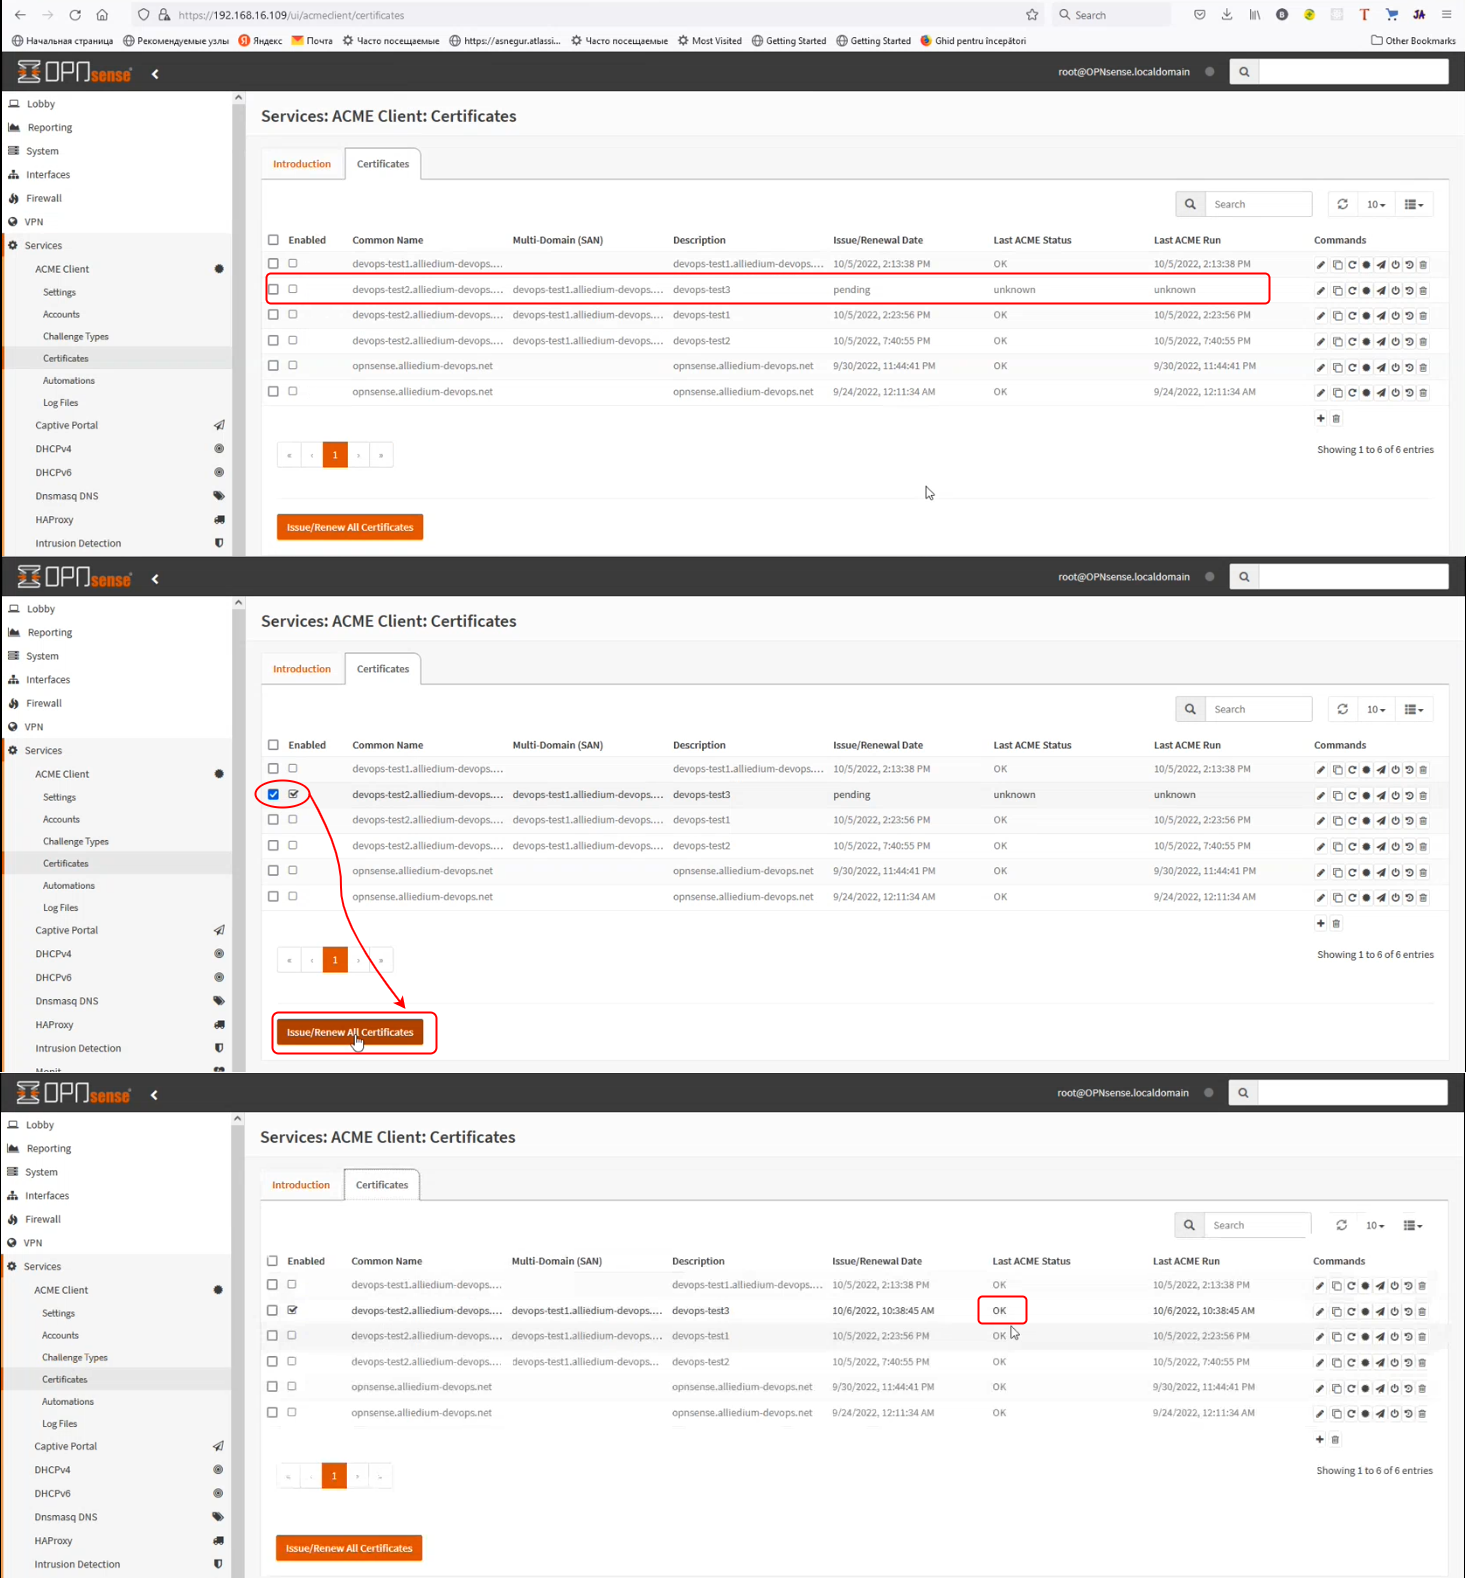 https://192.168.16.109/ui/acmeclient/certificates
Search
Начальная страница Рекомендуемые узлы Яндекс Почта Часто посещаемые https://asnegur.atlassi... Часто посещаемые Most Visited Getting Started Getting Started Ghid pentru începători Other Bookmarks
OPNsense
root@OPNsense.localdomain
Lobby
Reporting
System
Interfaces
Firewall
VPN
Services
ACME Client
Settings
Accounts
Challenge Types
Certificates
Automations
Log Files
Captive Portal
DHCPv4
DHCPv6
Dnsmasq DNS
HAProxy
Intrusion Detection
Services: ACME Client: Certificates
Introduction Certificates
Search 10
Enabled Common Name Multi-Domain (SAN) Description Issue/Renewal Date Last ACME Status Last ACME Run Commands
devops-test1.alliedium-devops.... devops-test1.alliedium-devops.... 10/5/2022, 2:13:38 PM OK 10/5/2022, 2:13:38 PM
devops-test2.alliedium-devops.... devops-test1.alliedium-devops.... devops-test3 pending unknown unknown
devops-test2.alliedium-devops.... devops-test1.alliedium-devops.... devops-test1 10/5/2022, 2:23:56 PM OK 10/5/2022, 2:23:56 PM
devops-test2.alliedium-devops.... devops-test1.alliedium-devops.... devops-test2 10/5/2022, 7:40:55 PM OK 10/5/2022, 7:40:55 PM
opnsense.alliedium-devops.net opnsense.alliedium-devops.net 9/30/2022, 11:44:41 PM OK 9/30/2022, 11:44:41 PM
opnsense.alliedium-devops.net opnsense.alliedium-devops.net 9/24/2022, 12:11:34 AM OK 9/24/2022, 12:11:34 AM
« ‹ 1 › »
Showing 1 to 6 of 6 entries
Issue/Renew All Certificates
OPNsense
root@OPNsense.localdomain
Lobby
Reporting
System
Interfaces
Firewall
VPN
Services
ACME Client
Settings
Accounts
Challenge Types
Certificates
Automations
Log Files
Captive Portal
DHCPv4
DHCPv6
Dnsmasq DNS
HAProxy
Intrusion Detection
Monit
Services: ACME Client: Certificates
Introduction Certificates
Search 10
Enabled Common Name Multi-Domain (SAN) Description Issue/Renewal Date Last ACME Status Last ACME Run Commands
devops-test1.alliedium-devops.... devops-test1.alliedium-devops.... 10/5/2022, 2:13:38 PM OK 10/5/2022, 2:13:38 PM
devops-test2.alliedium-devops.... devops-test1.alliedium-devops.... devops-test3 pending unknown unknown
devops-test2.alliedium-devops.... devops-test1.alliedium-devops.... devops-test1 10/5/2022, 2:23:56 PM OK 10/5/2022, 2:23:56 PM
devops-test2.alliedium-devops.... devops-test1.alliedium-devops.... devops-test2 10/5/2022, 7:40:55 PM OK 10/5/2022, 7:40:55 PM
opnsense.alliedium-devops.net opnsense.alliedium-devops.net 9/30/2022, 11:44:41 PM OK 9/30/2022, 11:44:41 PM
opnsense.alliedium-devops.net opnsense.alliedium-devops.net 9/24/2022, 12:11:34 AM OK 9/24/2022, 12:11:34 AM
« ‹ 1 › »
Showing 1 to 6 of 6 entries
Issue/Renew All Certificates
OPNsense
root@OPNsense.localdomain
Lobby
Reporting
System
Interfaces
Firewall
VPN
Services
ACME Client
Settings
Accounts
Challenge Types
Certificates
Automations
Log Files
Captive Portal
DHCPv4
DHCPv6
Dnsmasq DNS
HAProxy
Intrusion Detection
Services: ACME Client: Certificates
Introduction Certificates
Search 10
Enabled Common Name Multi-Domain (SAN) Description Issue/Renewal Date Last ACME Status Last ACME Run Commands
devops-test1.alliedium-devops.... devops-test1.alliedium-devops.... 10/5/2022, 2:13:38 PM OK 10/5/2022, 2:13:38 PM
devops-test2.alliedium-devops.... devops-test1.alliedium-devops.... devops-test3 10/6/2022, 10:38:45 AM OK 10/6/2022, 10:38:45 AM
devops-test2.alliedium-devops.... devops-test1.alliedium-devops.... devops-test1 10/5/2022, 2:23:56 PM OK 10/5/2022, 2:23:56 PM
devops-test2.alliedium-devops.... devops-test1.alliedium-devops... devops-test2 10/5/2022, 7:40:55 PM OK 10/5/2022, 7:40:55 PM
opnsense.alliedium-devops.net opnsense.alliedium-devops.net 9/30/2022, 11:44:41 PM OK 9/30/2022, 11:44:41 PM
opnsense.alliedium-devops.net opnsense.alliedium-devops.net 9/24/2022, 12:11:34 AM OK 9/24/2022, 12:11:34 AM
1
Showing 1 to 6 of 6 entries
Issue/Renew All Certificates